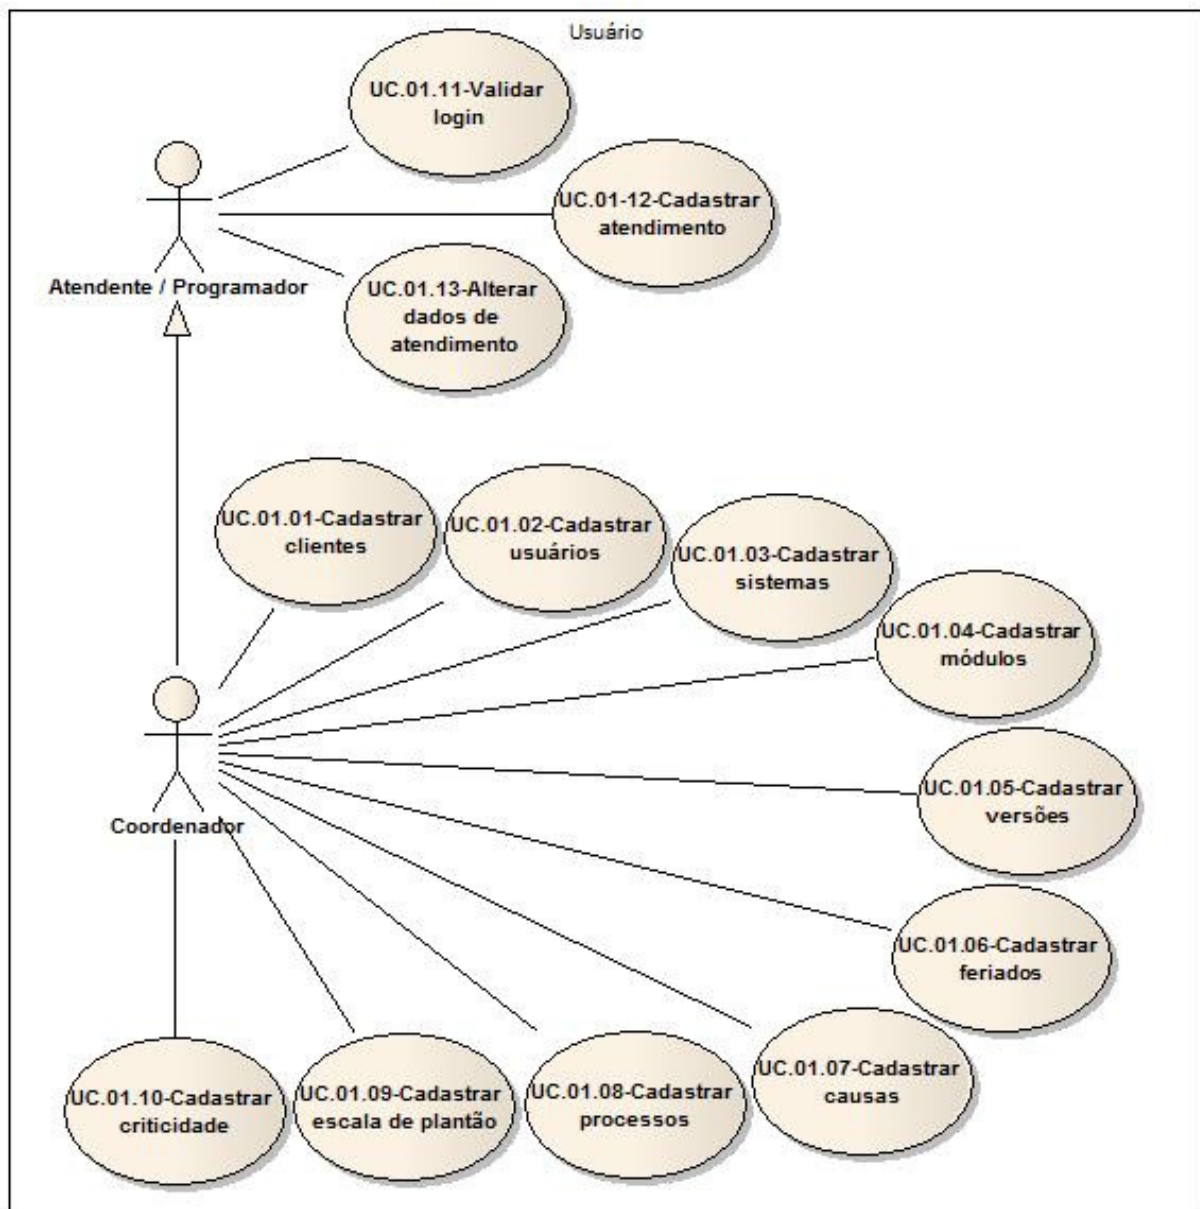 Usuário
UC.01.11-Validar
login
UC.01-12-Cadastrar
atendimento
Atendente / Programador
UC.01.13-Alterar
dados de
atendimento
UC.01.01-Cadastrar
clientes
UC.01.02-Cadastrar
usuários
UC.01.03-Cadastrar
sistemas
UC.01.04-Cadastrar
módulos
UC.01.05-Cadastrar
versões
Coordenador
UC.01.06-Cadastrar
feriados
UC.01.07-Cadastrar
causas
UC.01.08-Cadastrar
processos
UC.01.09-Cadastrar
escala de plantão
UC.01.10-Cadastrar
criticidade